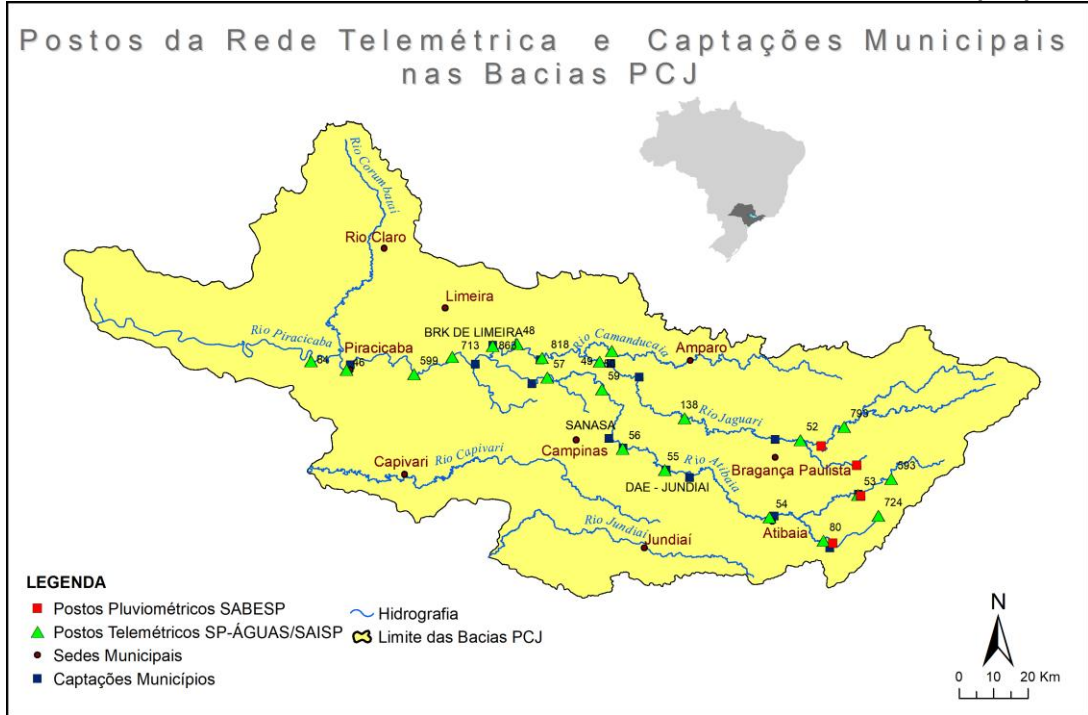 Postos da Rede Telemétrica e Captações Municipais
nas Bacias PCJ
Rio Corumbataí
Rio Claro
Limeira
BRK DE LIMEIRA
48
Rio Piracicaba
Piracicaba
713
866
818
Rio Camanducaia
Amparo
64
46
599
57
49
59
138
Rio Jaguari
52
799
SANASA
Campinas
56
Rio Capivari
Capivari
55
Rio Atibaia
Bragança Paulista
DAE - JUNDIAI
53
593
724
54
Atibaia
80
Rio Jundiaí
Jundiaí
LEGENDA
Postos Pluviométricos SABESP
Postos Telemétricos SP-ÁGUAS/SAISP
Sedes Municipais
Captações Municípios
Hidrografia
Limite das Bacias PCJ
N
0 10 20 Km